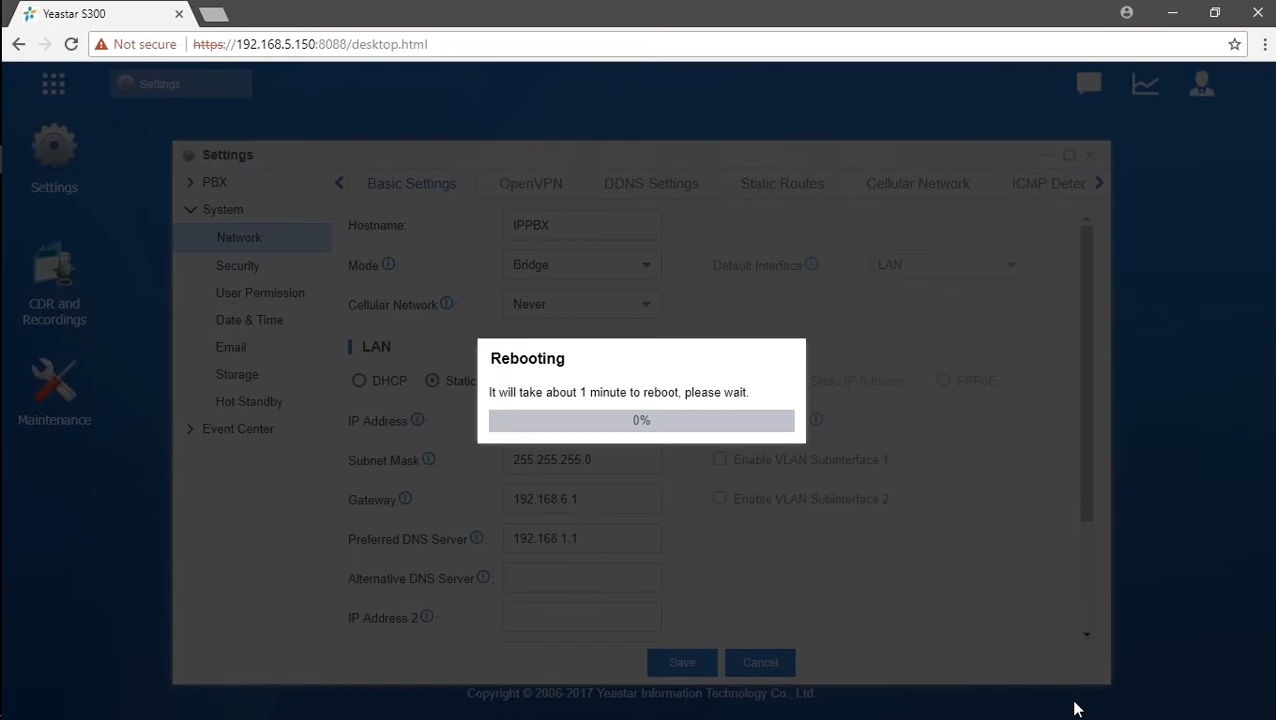 Yeastar S300
Not secure https://192.168.5.150:8088/desktop.html
Settings
Settings
CDR and
Recordings
Maintenance
Settings
PBX
System
Network
Security
User Permission
Date & Time
Email
Storage
Hot Standby
Event Center
Basic Settings OpenVPN DDNS Settings Static Routes Cellular Network ICMP Detec
Hostname: IPPBX
Mode : Bridge Default Interface LAN
Cellular Network : Never
LAN
DHCP Static Static IP Address PPPoE
Rebooting
It will take about 1 minute to reboot, please wait.
0%
IP Address :
Subnet Mask : 255.255.255.0 Enable VLAN Subinterface 1
Gateway : 192.168.6.1 Enable VLAN Subinterface 2
Preferred DNS Server : 192.168.1.1
Alternative DNS Server :
IP Address 2 :
Save Cancel
Copyright © 2006-2017 Yeastar Information Technology Co., Ltd.